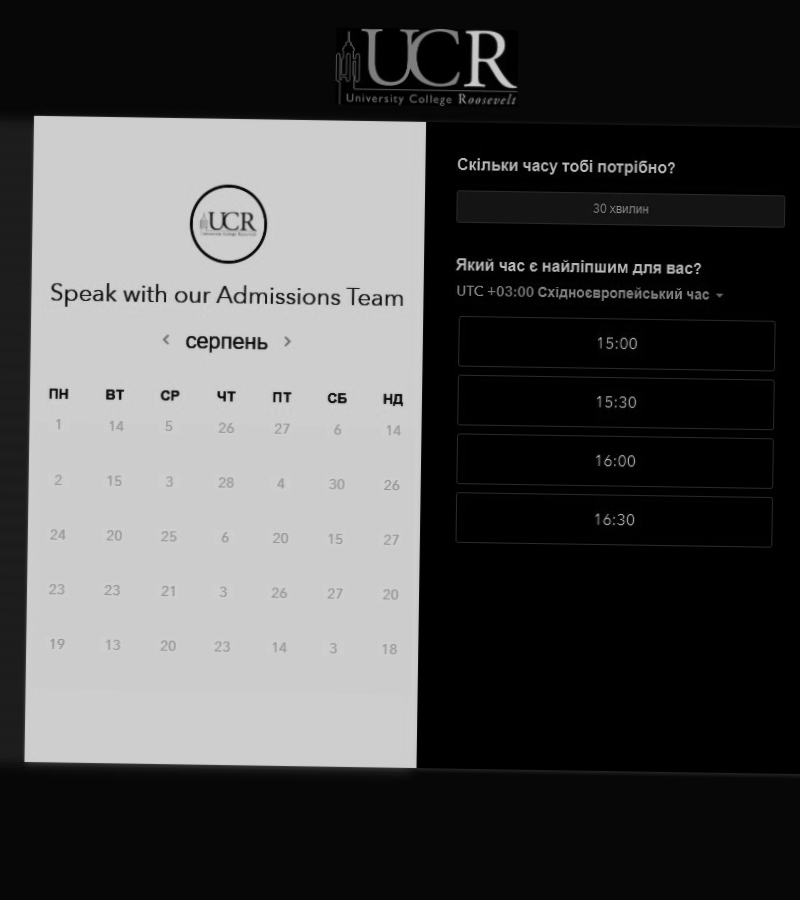 UCR
University College Roosevelt
UCR
University College Roosevelt
Speak with our Admissions Team
серпень
ПН ВТ СР ЧТ ПТ СБ НД
1 14 5 26 27 6 14
2 15 3 28 4 30 26
24 20 25 6 20 15 27
23 23 21 3 26 27 20
19 13 20 23 14 3 18
Скільки часу тобі потрібно?
30 хвилин
Який час є найліпшим для вас?
UTC +03:00 Східноєвропейський час
15:00
15:30
16:00
16:30